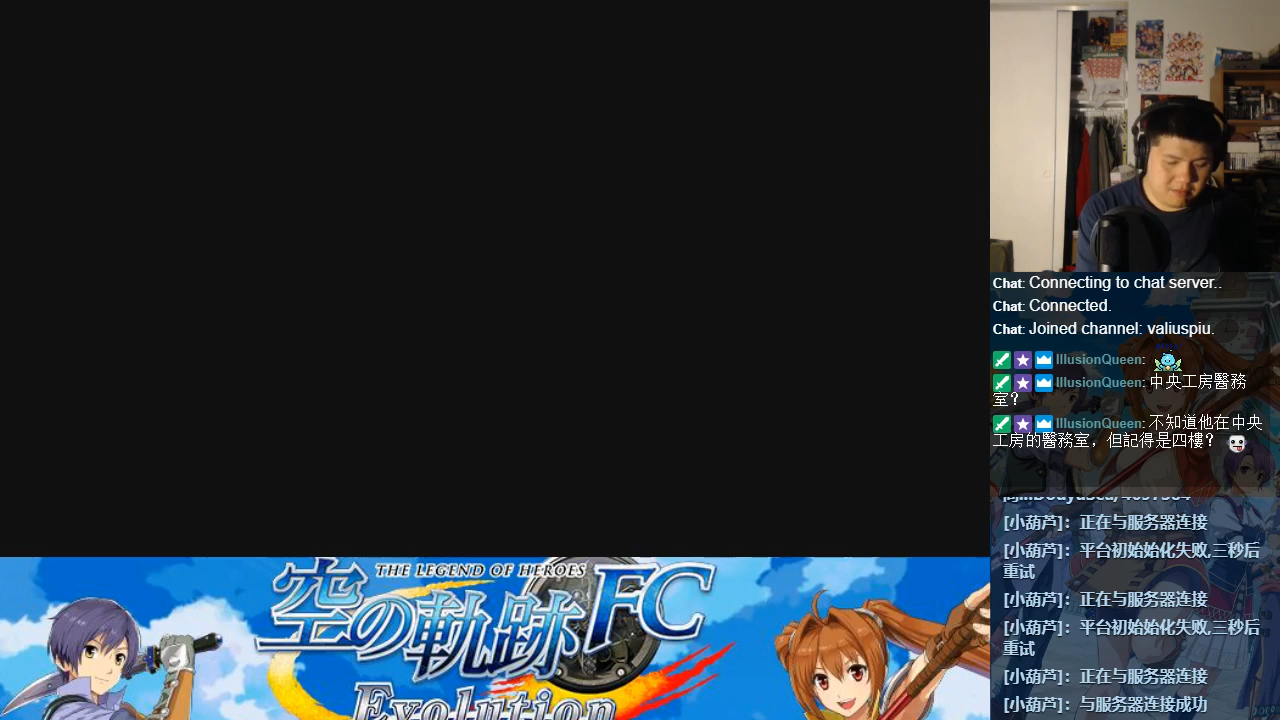 THE LEGEND OF HEROES
空の軌跡 FC
Evolution
Chat: Connecting to chat server..
Chat: Connected.
Chat: Joined channel: valiuspiu.
IllusionQueen:
IllusionQueen: 中央工房醫務
室?
IllusionQueen: 不知道他在中央
工房的醫務室，但記得是四樓?
[小葫芦]：正在与服务器连接
[小葫芦]：平台初始始化失败,三秒后
重试
[小葫芦]：正在与服务器连接
[小葫芦]：平台初始始化失败,三秒后
重试
[小葫芦]：正在与服务器连接
[小葫芦]：与服务器连接成功